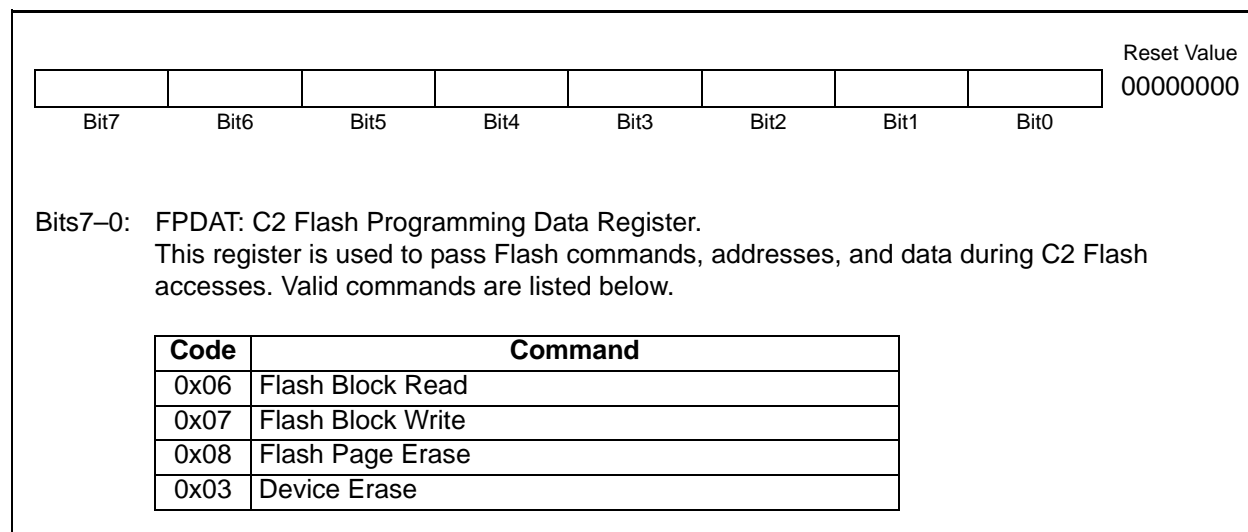 Reset Value
00000000
Bit7 Bit6 Bit5 Bit4 Bit3 Bit2 Bit1 Bit0
Bits7–0: FPDAT: C2 Flash Programming Data Register.
This register is used to pass Flash commands, addresses, and data during C2 Flash
accesses. Valid commands are listed below.
Code Command
0x06 Flash Block Read
0x07 Flash Block Write
0x08 Flash Page Erase
0x03 Device Erase